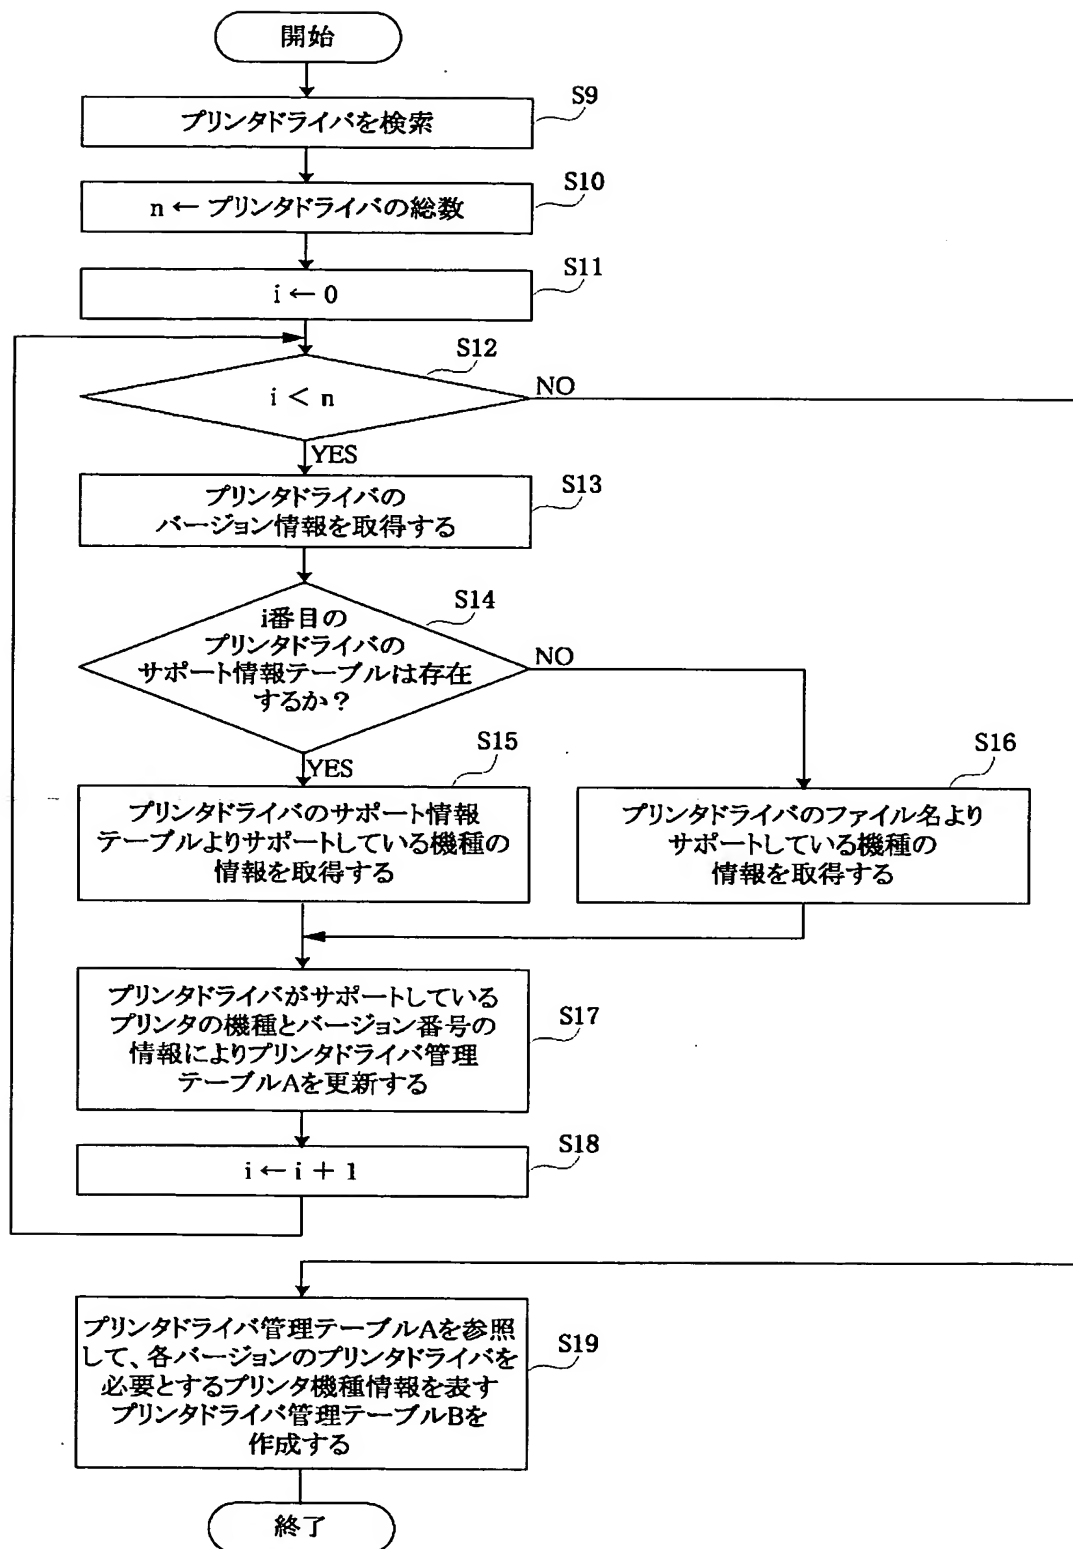 開始
プリンタドライバを検索
S9
n ← プリンタドライバの総数
S10
i ← 0
S11
i < n
S12
NO
YES
プリンタドライバの
バージョン情報を取得する
S13
i番目の
プリンタドライバの
サポート情報テーブルは存在
するか？
S14
NO
YES
S15
プリンタドライバのサポート情報
テーブルよりサポートしている機種の
情報を取得する
S16
プリンタドライバのファイル名より
サポートしている機種の
情報を取得する
プリンタドライバがサポートしている
プリンタの機種とバージョン番号の
情報によりプリンタドライバ管理
テーブルAを更新する
S17
i ← i + 1
S18
プリンタドライバ管理テーブルAを参照
して、各バージョンのプリンタドライバを
必要とするプリンタ機種情報を表す
プリンタドライバ管理テーブルBを
作成する
S19
終了